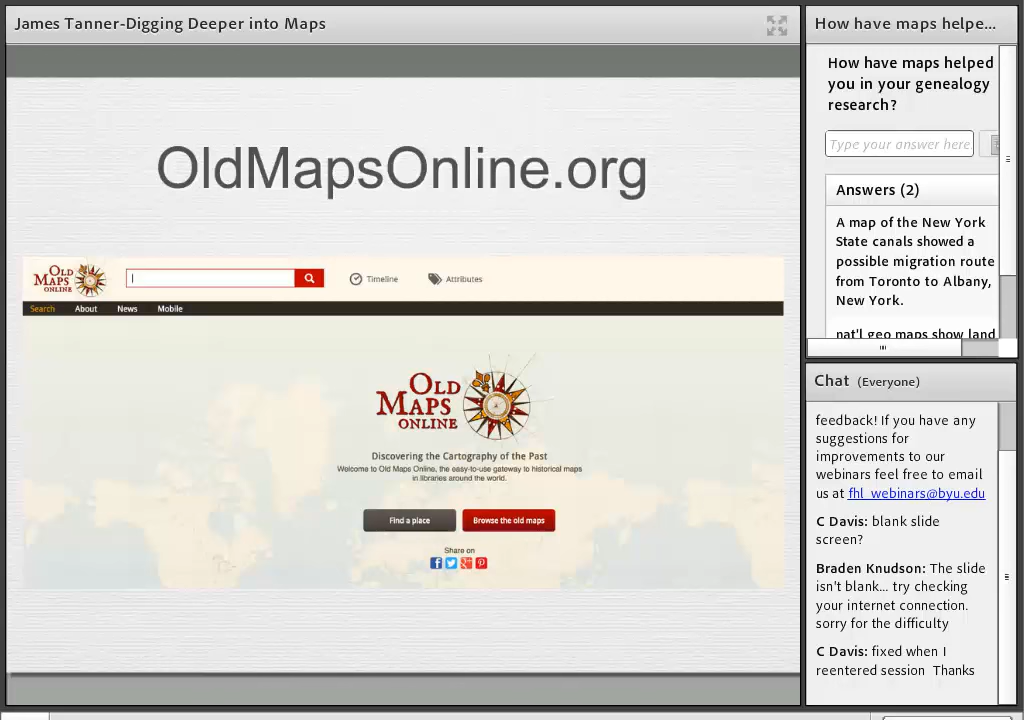 James Tanner-Digging Deeper into Maps
OldMapsOnline.org
OLD
MAPS
ONLINE
Timeline
Attributes
Search
About
News
Mobile
OLD
MAPS
ONLINE
Discovering the Cartography of the Past
Welcome to Old Maps Online, the easy-to-use gateway to historical maps
in libraries around the world.
Find a place
Browse the old maps
Share on
How have maps helpe...
How have maps helped
you in your genealogy
research?
Type your answer here.
Answers (2)
A map of the New York
State canals showed a
possible migration route
from Toronto to Albany,
New York.
nat'l geo maps show land
Chat (Everyone)
feedback! If you have any
suggestions for
improvements to our
webinars feel free to email
us at fhl_webinars@byu.edu
C Davis: blank slide
screen?
Braden Knudson: The slide
isn't blank... try checking
your internet connection.
sorry for the difficulty
C Davis: fixed when I
reentered session Thanks